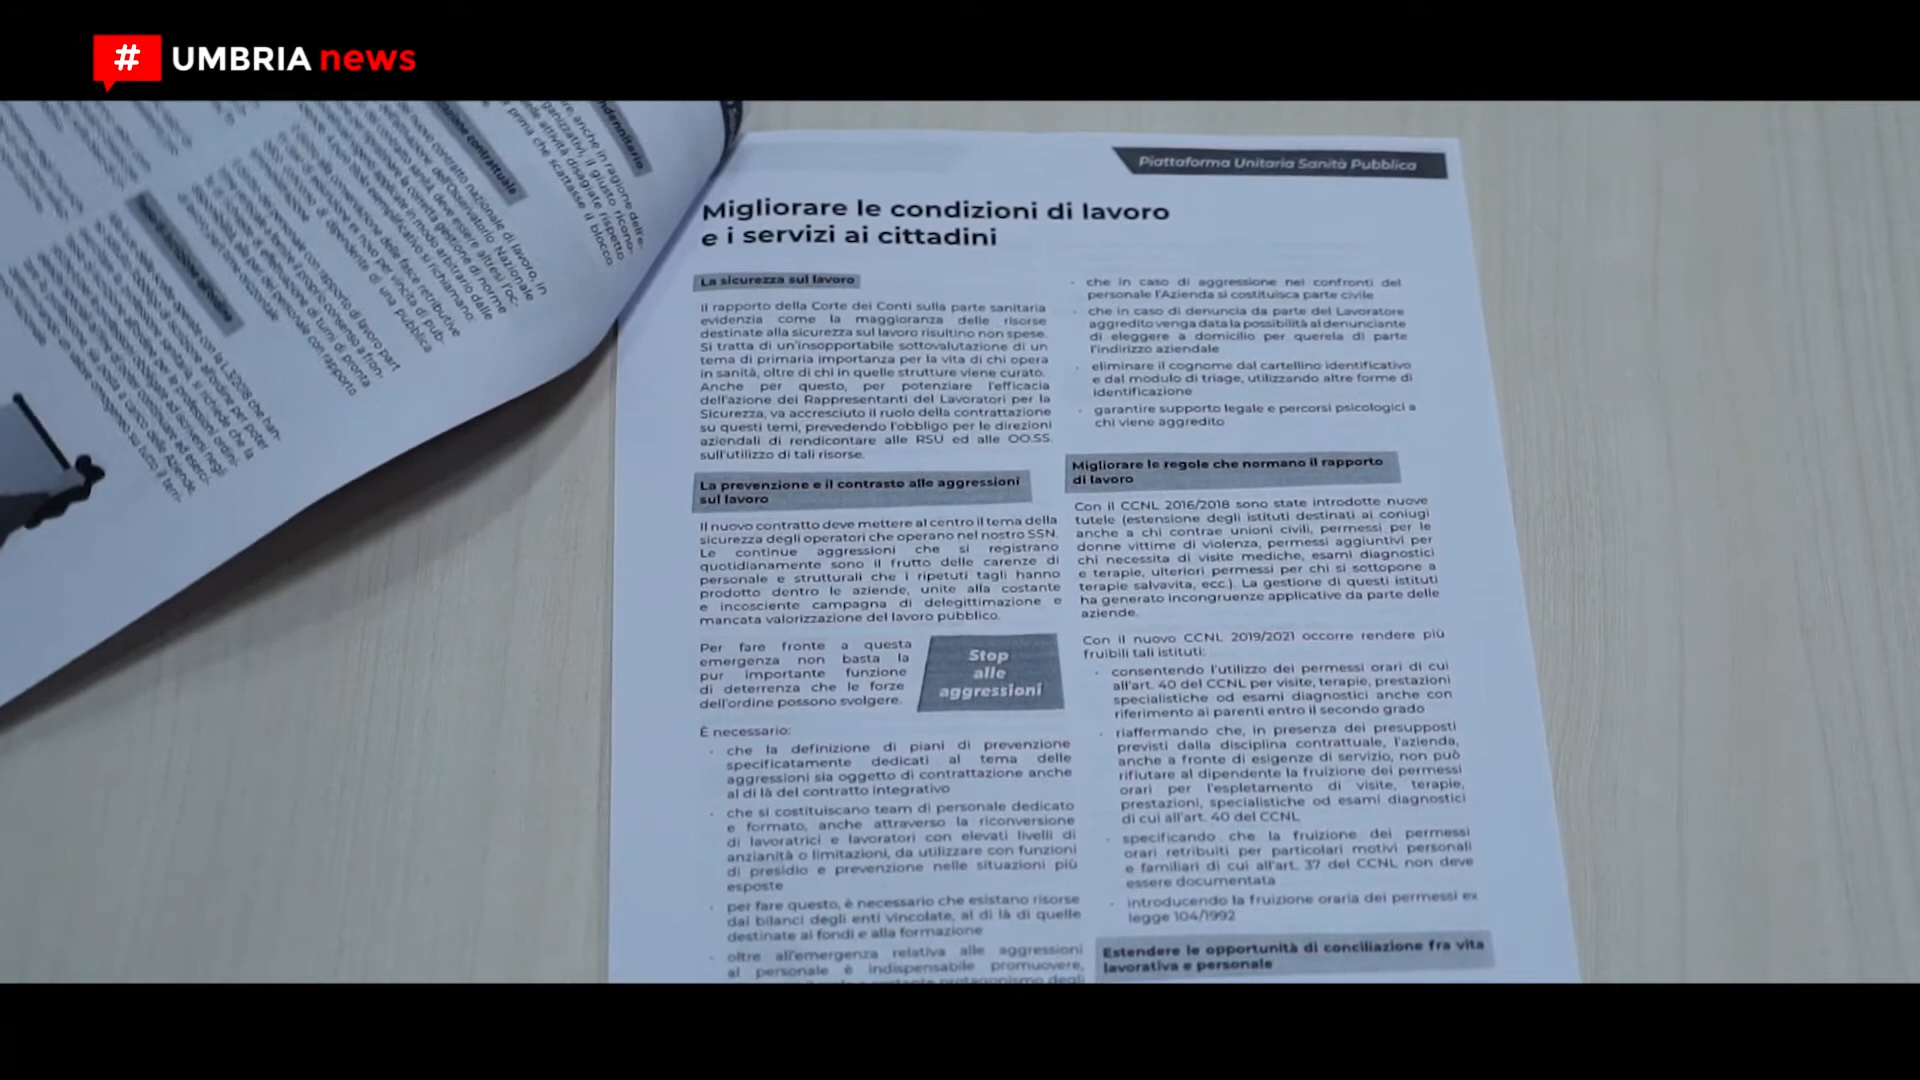 # UMBRIA news
Piattaforma Unitaria Sanità Pubblica
Migliorare le condizioni di lavoro
e i servizi ai cittadini
La sicurezza sul lavoro
Il rapporto della Corte dei Conti sulla parte sanitaria
evidenzia come la maggioranza delle risorse
destinate alla sicurezza sul lavoro risultino non spese.
Si tratta di un'insopportabile sottovalutazione di un
tema di primaria importanza per la vita di chi opera
in sanità, oltre di chi in quelle strutture viene curato.
Anche per questo, per potenziare l'efficacia
dell'azione dei Rappresentanti dei Lavoratori per la
Sicurezza, va accresciuto il ruolo della contrattazione
su questi temi, prevedendo l'obbligo per le direzioni
aziendali di rendicontare alle RSU ed alle OO.SS.
sull'utilizzo di tali risorse.
La prevenzione e il contrasto alle aggressioni
sul lavoro
Il nuovo contratto deve mettere al centro il tema della
sicurezza degli operatori che operano nel nostro SSN.
Le continue aggressioni che si registrano
quotidianamente sono il frutto delle carenze di
personale e strutturali che i ripetuti tagli hanno
prodotto dentro le aziende, unite alla costante
e incosciente campagna di delegittimazione e
mancata valorizzazione del lavoro pubblico.
Per fare fronte a questa
emergenza non basta la
pur importante funzione
di deterrenza che le forze
dell'ordine possono svolgere.
Stop
alle
aggressioni
È necessario:
· che la definizione di piani di prevenzione
specificatamente dedicati al tema delle
aggressioni sia oggetto di contrattazione anche
al di là del contratto integrativo
· che si costituiscano team di personale dedicato
e formato, anche attraverso la riconversione
di lavoratrici e lavoratori con elevati livelli di
anzianità o limitazioni, da utilizzare con funzioni
di presidio e prevenzione nelle situazioni più
esposte
· per fare questo, è necessario che esistano risorse
dai bilanci degli enti vincolate, al di là di quelle
destinate ai fondi e alla formazione
· oltre all'emergenza relativa alle aggressioni
al personale è indispensabile promuovere,
· che in caso di aggressione nei confronti del
personale l'Azienda si costituisca parte civile
· che in caso di denuncia da parte del Lavoratore
aggredito venga data la possibilità al denunciante
di eleggere a domicilio per querela di parte
l'indirizzo aziendale
· eliminare il cognome dal cartellino identificativo
e dal modulo di triage, utilizzando altre forme di
identificazione
· garantire supporto legale e percorsi psicologici a
chi viene aggredito
Migliorare le regole che normano il rapporto
di lavoro
Con il CCNL 2016/2018 sono state introdotte nuove
tutele (estensione degli istituti destinati ai coniugi
anche a chi contrae unioni civili, permessi per le
donne vittime di violenza, permessi aggiuntivi per
chi necessita di visite mediche, esami diagnostici
e terapie, ulteriori permessi per chi si sottopone a
terapie salvavita, ecc.). La gestione di questi istituti
ha generato incongruenze applicative da parte delle
aziende.
Con il nuovo CCNL 2019/2021 occorre rendere più
fruibili tali istituti:
· consentendo l'utilizzo dei permessi orari di cui
all'art. 40 del CCNL per visite, terapie, prestazioni
specialistiche od esami diagnostici anche con
riferimento ai parenti entro il secondo grado
· riaffermando che, in presenza dei presupposti
previsti dalla disciplina contrattuale, l'azienda,
anche a fronte di esigenze di servizio, non può
rifiutare al dipendente la fruizione dei permessi
orari per l'espletamento di visite, terapie,
prestazioni, specialistiche od esami diagnostici
di cui all'art. 40 del CCNL
· specificando che la fruizione dei permessi
orari retribuiti per particolari motivi personali
e familiari di cui all'art. 37 del CCNL non deve
essere documentata
· introducendo la fruizione oraria dei permessi ex
legge 104/1992
Estendere le opportunità di conciliazione fra vita
lavorativa e personale